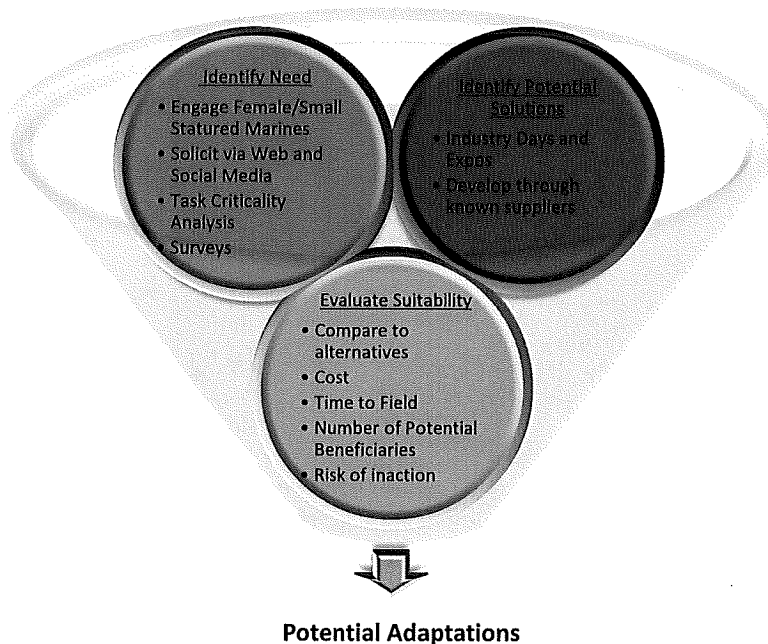 Identify Need
• Engage Female/Small
Statured Marines
• Solicit via Web and
Social Media
• Task Criticality
Analysis
• Surveys
Identify Potential
Solutions
• Industry Days and
Expos
• Develop through
known suppliers
Evaluate Suitability
• Compare to
alternatives
• Cost
• Time to Field
• Number of Potential
Beneficiaries
• Risk of inaction
Potential Adaptations